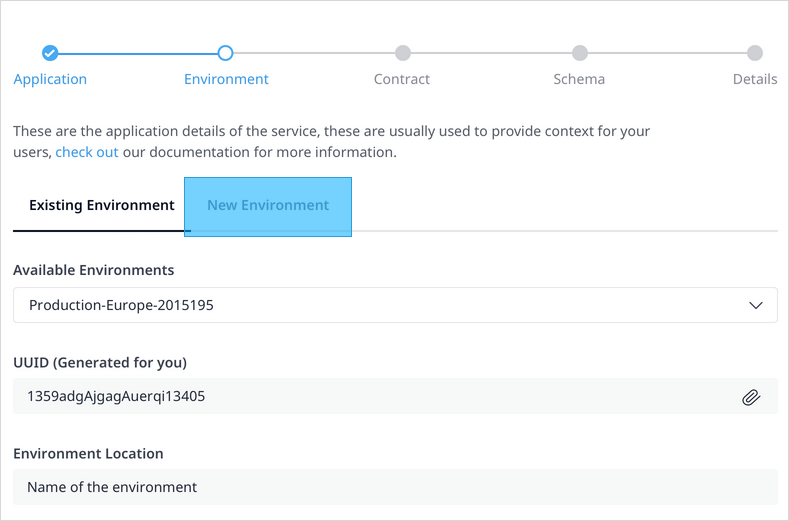 Application Environment Contract Schema Details
These are the application details of the service, these are usually used to provide context for your
users, check out our documentation for more information.
Existing Environment New Environment
Available Environments
Production-Europe-2015195
UUID (Generated for you)
1359adgAjgagAuerqi13405
Environment Location
Name of the environment